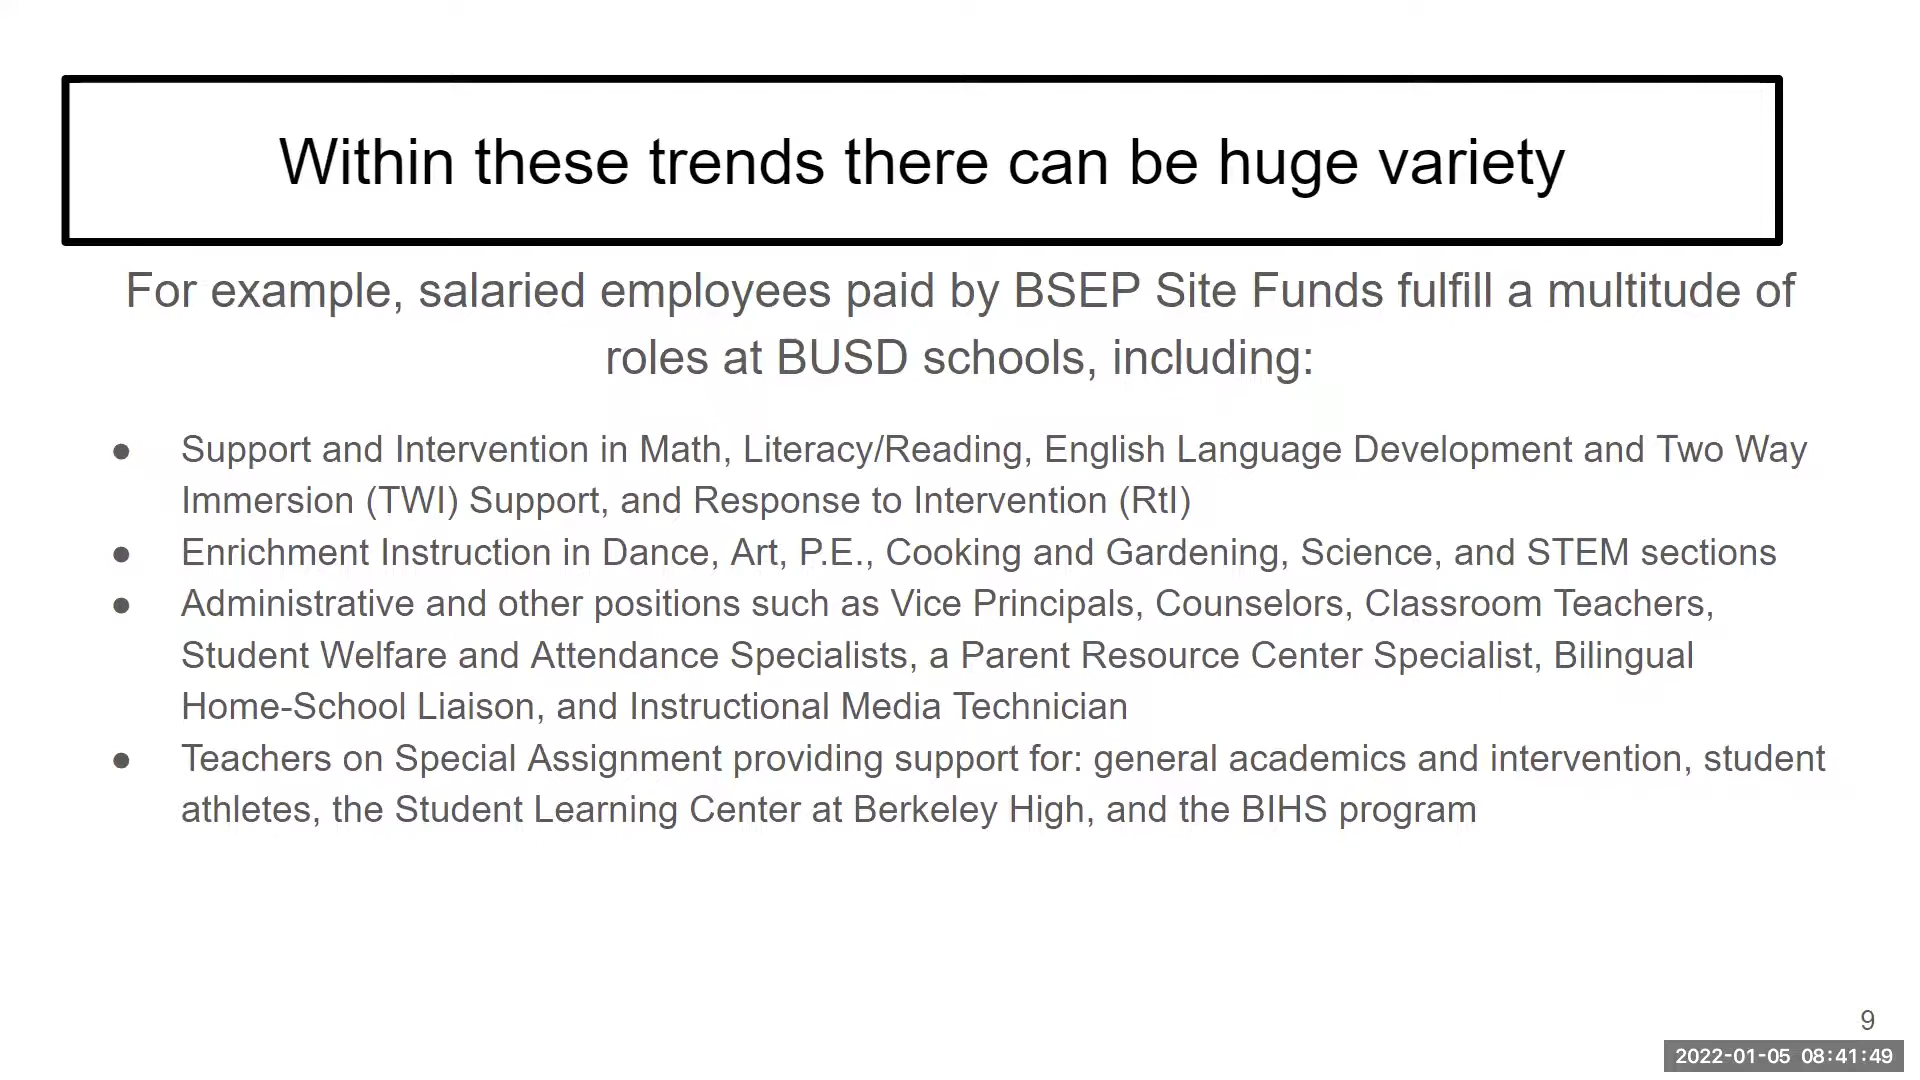 Within these trends there can be huge variety
For example, salaried employees paid by BSEP Site Funds fulfill a multitude of
roles at BUSD schools, including:
● Support and Intervention in Math, Literacy/Reading, English Language Development and Two Way
Immersion (TWI) Support, and Response to Intervention (RtI)
● Enrichment Instruction in Dance, Art, P.E., Cooking and Gardening, Science, and STEM sections
● Administrative and other positions such as Vice Principals, Counselors, Classroom Teachers,
Student Welfare and Attendance Specialists, a Parent Resource Center Specialist, Bilingual
Home-School Liaison, and Instructional Media Technician
● Teachers on Special Assignment providing support for: general academics and intervention, student
athletes, the Student Learning Center at Berkeley High, and the BIHS program
9
2022-01-05 08:41:49